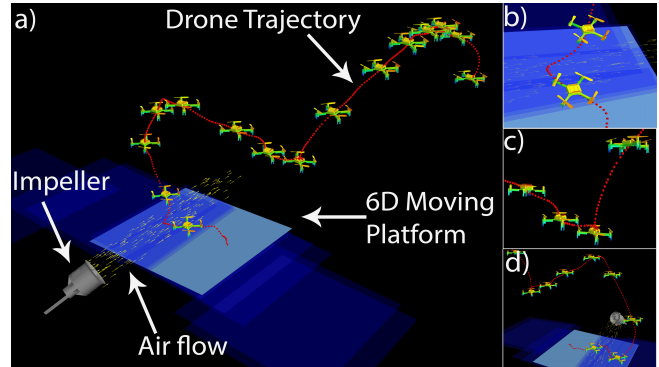 a)
Drone Trajectory
Impeller
6D Moving
Platform
Air flow
b)
c)
d)